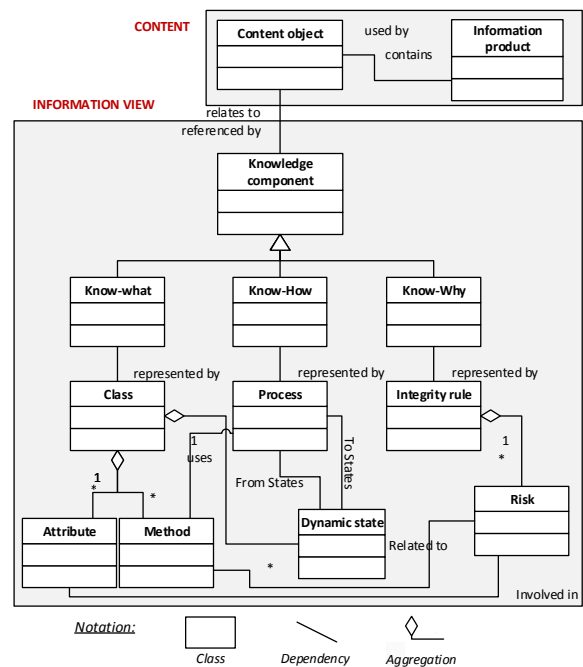 CONTENT
Content object
used by
contains
Information
product
INFORMATION VIEW
relates to
referenced by
Knowledge
component
Know-what
Know-How
Know-Why
represented by
represented by
represented by
Class
Process
Integrity rule
1
uses
To States
1
*
1
*
*
From States
Risk
Attribute
Method
Dynamic state
Related to
*
Involved in
Notation:
Class
Dependency
Aggregation